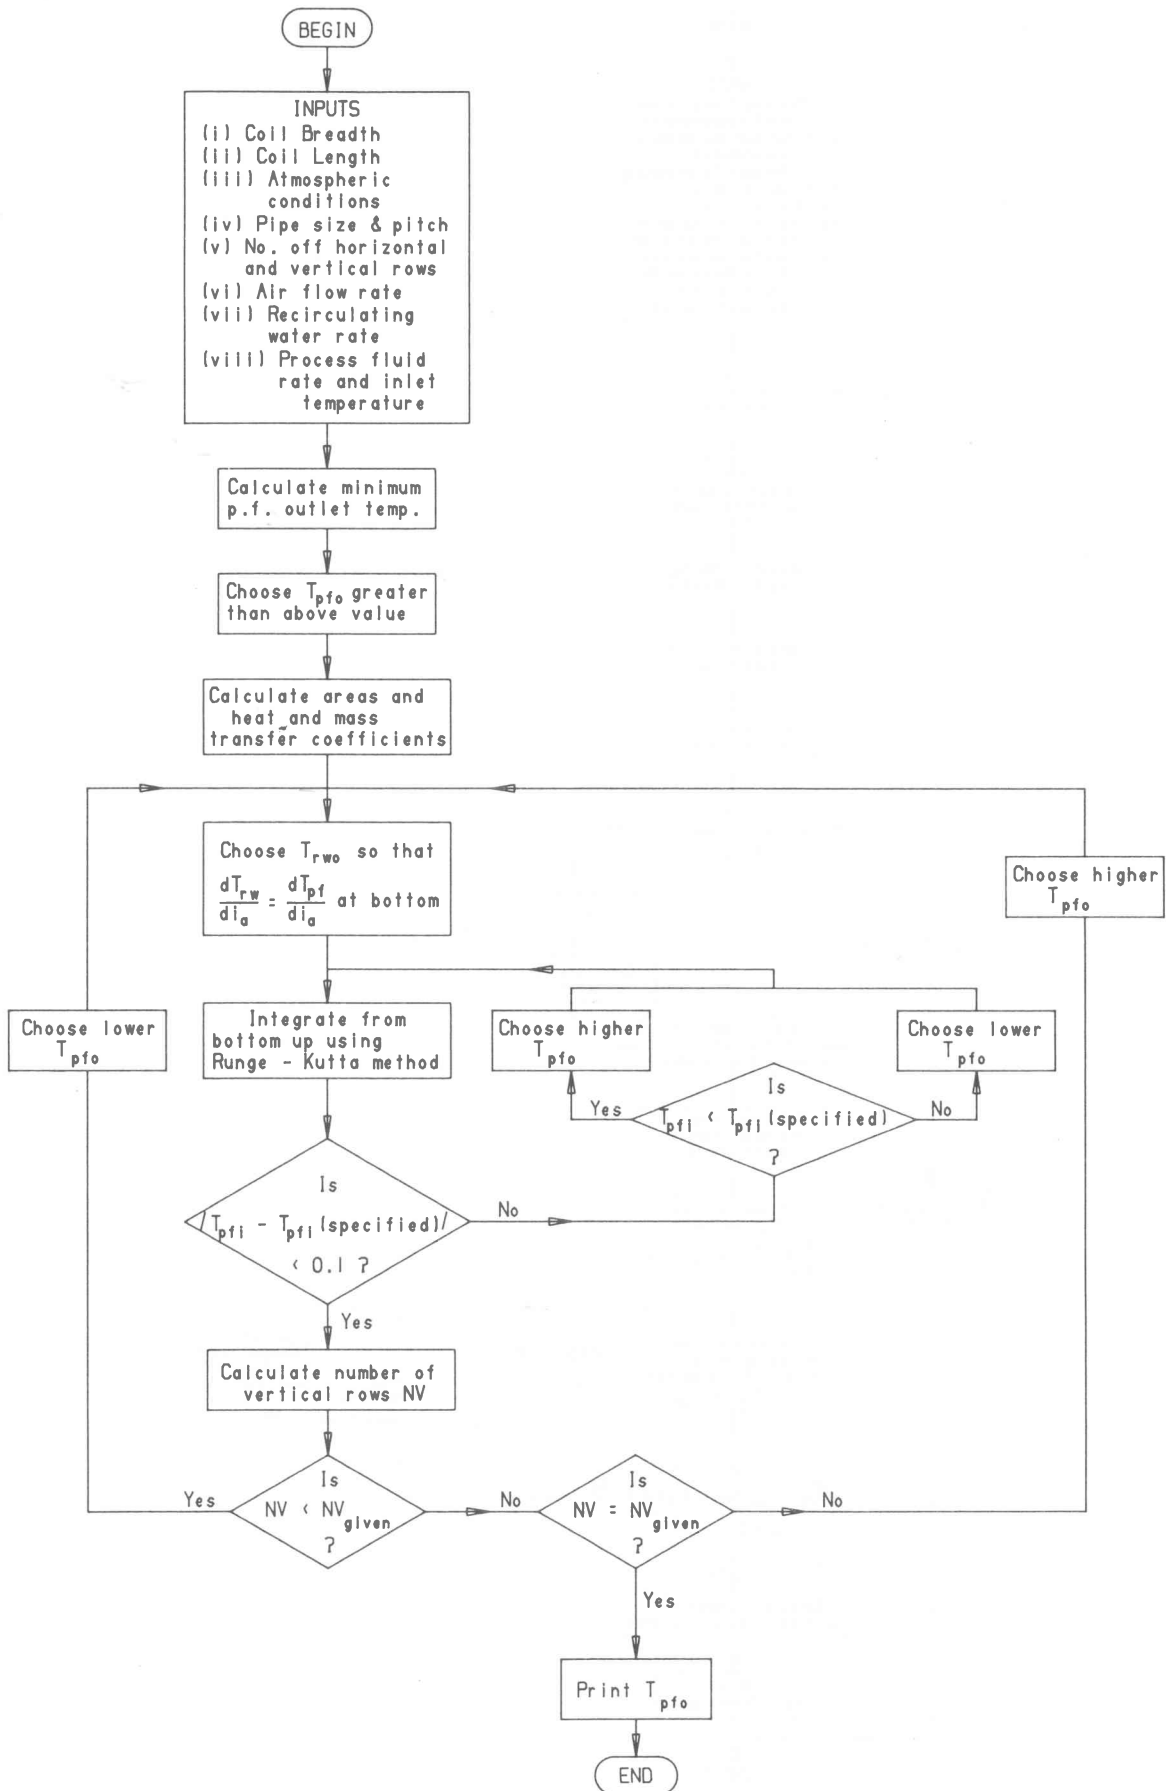 BEGIN
INPUTS
(i) Coil Breadth
(ii) Coil Length
(iii) Atmospheric
conditions
(iv) Pipe size & pitch
(v) No. off horizontal
and vertical rows
(vi) Air flow rate
(vii) Recirculating
water rate
(viii) Process fluid
rate and inlet
temperature
Calculate minimum
p.f. outlet temp.
Choose T_pfo greater
than above value
Calculate areas and
heat and mass
transfer coefficients
Choose T_rwo so that
dT_rw/di_a = dT_pf/di_a at bottom
Choose higher
T_pfo
Integrate from
bottom up using
Runge - Kutta method
Choose higher
T_pfo
Choose lower
T_pfo
Choose lower
T_pfo
Is
T_pfi < T_pfi (specified)
?
Yes
No
Is
/T_pfi - T_pfi (specified)/
< 0.1 ?
No
Yes
Calculate number of
vertical rows NV
Is
NV < NV_given
?
Yes
No
Is
NV = NV_given
?
No
Yes
Print T_pfo
END